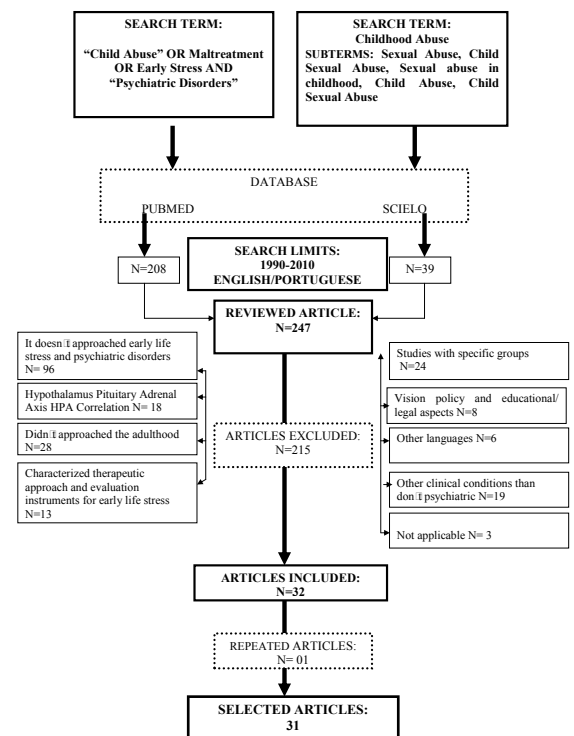 SEARCH TERM:
“Child Abuse” OR Maltreatment
OR Early Stress AND
“Psychiatric Disorders”
SEARCH TERM:
Childhood Abuse
SUBTERMS: Sexual Abuse, Child
Sexual Abuse, Sexual abuse in
childhood, Child Abuse, Child
Sexual Abuse
DATABASE
PUBMED
SCIELO
N=208
SEARCH LIMITS:
1990-2010
ENGLISH/PORTUGUESE
N=39
REVIEWED ARTICLE:
N=247
It doesn t approached early life
stress and psychiatric disorders
N= 96
Hypothalamus Pituitary Adrenal
Axis HPA Correlation N= 18
Didn t approached the adulthood
N=28
Characterized therapeutic
approach and evaluation
instruments for early life stress
N=13
ARTICLES EXCLUDED:
N=215
Studies with specific groups
N=24
Vision policy and educational/
legal aspects N=8
Other languages N=6
Other clinical conditions than
don t psychiatric N=19
Not applicable N= 3
ARTICLES INCLUDED:
N=32
REPEATED ARTICLES:
N= 01
SELECTED ARTICLES:
31